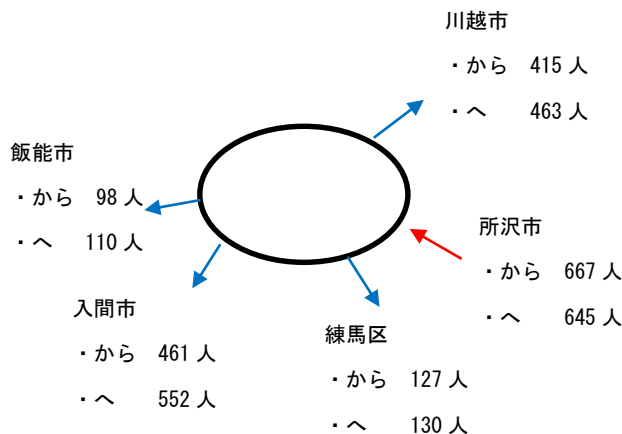 川越市
・から 415 人
・へ 463 人
飯能市
・から 98 人
・へ 110 人
所沢市
・から 667 人
・へ 645 人
入間市
・から 461 人
・へ 552 人
練馬区
・から 127 人
・へ 130 人